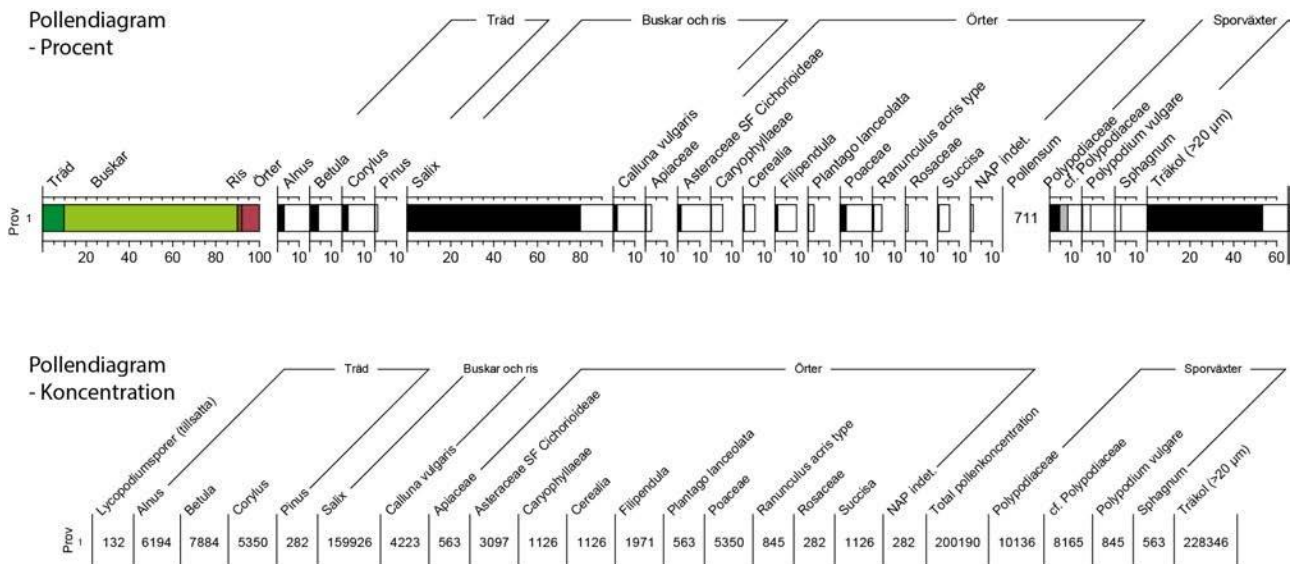 Pollendiagram
- Procent
Träd
Buskar och ris
Örter
Sporväxter
Träd
Buskar
Ris
Örter
Alnus
Betula
Corylus
Pinus
Salix
Calluna vulgaris
Apiaceae
Asteraceae SF Cichorioideae
Caryophyllaeae
Cerealia
Filipendula
Plantago lanceolata
Poaceae
Ranunculus acris type
Rosaceae
Succisa
NAP indet.
Pollensum
Polypodiaceae
cf. Polypodiaceae
Polypodium vulgare
Sphagnum
Träkol (>20 µm)
Prov 1
711
20 40 60 80 100 10 10 10 10 20 40 60 80 10 10 10 10 10 10 10 10 10 10 10 10 10 10 10 20 40 60
Pollendiagram
- Koncentration
Träd
Buskar och ris
Örter
Sporväxter
Lycopodiumsporer (tillsatta)
Alnus
Betula
Corylus
Pinus
Salix
Calluna vulgaris
Apiaceae
Asteraceae SF Cichorioideae
Caryophyllaeae
Cerealia
Filipendula
Plantago lanceolata
Poaceae
Ranunculus acris type
Rosaceae
Succisa
NAP indet.
Total pollenkoncentration
Polypodiaceae
cf. Polypodiaceae
Polypodium vulgare
Sphagnum
Träkol (>20 µm)
Prov 1 132 6194 7884 5350 282 159926 4223 563 3097 1126 1126 1971 563 5350 845 282 1126 282 200190 10136 8165 845 563 228346